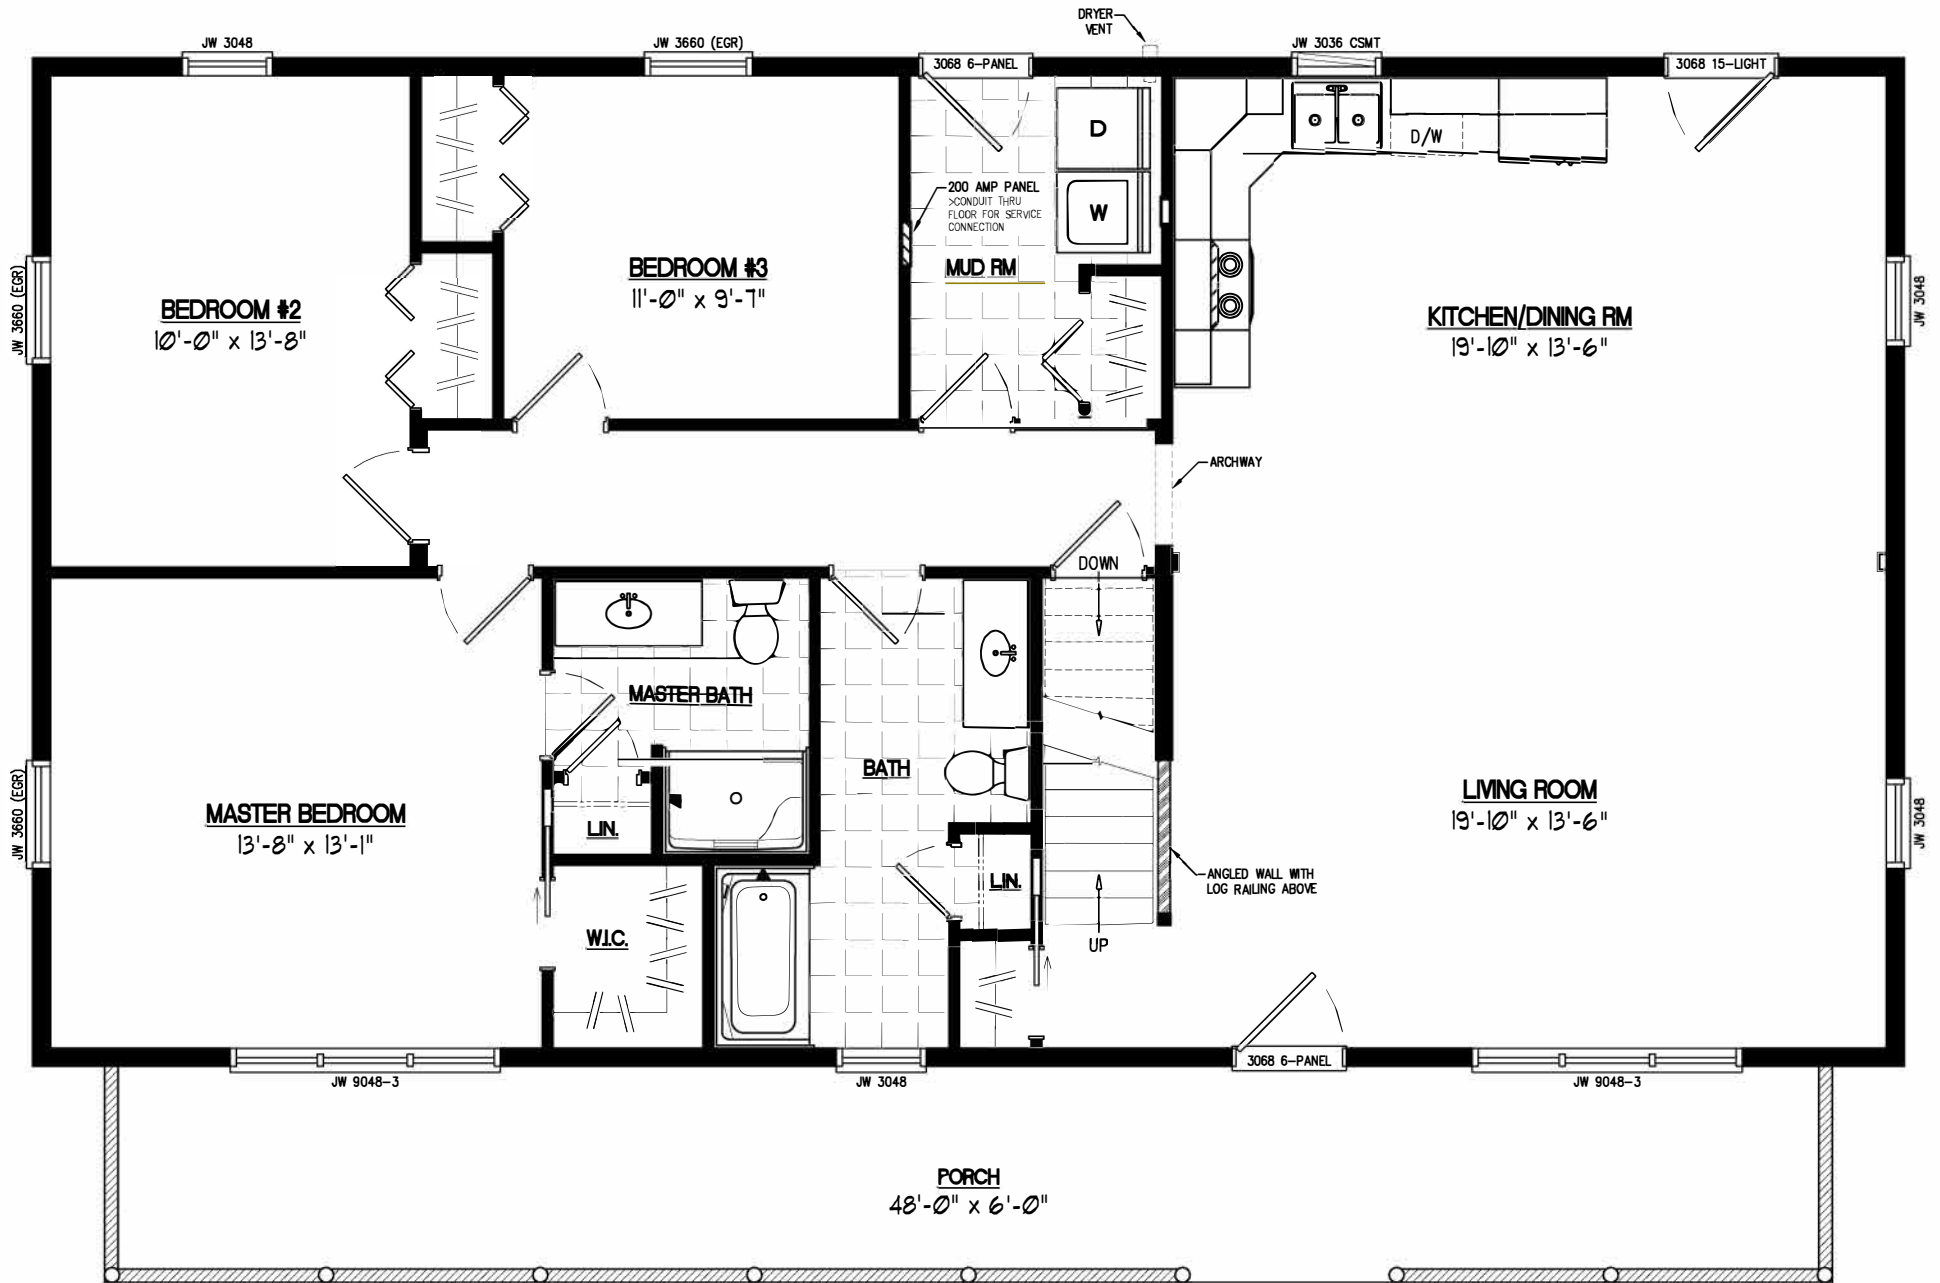 DRYER
VENT
JW 3048
JW 3660 (EGR)
3068 6-PANEL
JW 3036 CSMT
3068 15-LIGHT
D
D/W
200 AMP PANEL
>CONDUIT THRU
FLOOR FOR SERVICE
CONNECTION
W
MUD RM
BEDROOM #3
11'-0" x 9'-7"
BEDROOM #2
10'-0" x 13'-8"
JW 3660 (EGR)
KITCHEN/DINING RM
19'-10" x 13'-6"
JW 3048
ARCHWAY
DOWN
MASTER BATH
BATH
MASTER BEDROOM
13'-8" x 13'-1"
JW 3660 (EGR)
LIN.
LIN.
LIVING ROOM
19'-10" x 13'-6"
JW 3048
ANGLED WALL WITH
LOG RAILING ABOVE
W.I.C.
UP
JW 9048-3
JW 3048
3068 6-PANEL
JW 9048-3
PORCH
48'-0" x 6'-0"